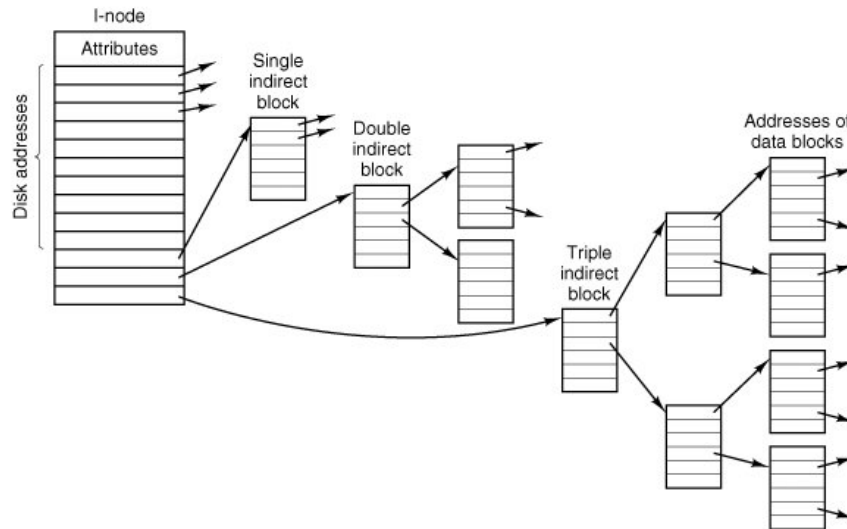 I-node
Attributes
Disk addresses
Single
indirect
block
Double
indirect
block
Triple
indirect
block
Addresses of
data blocks